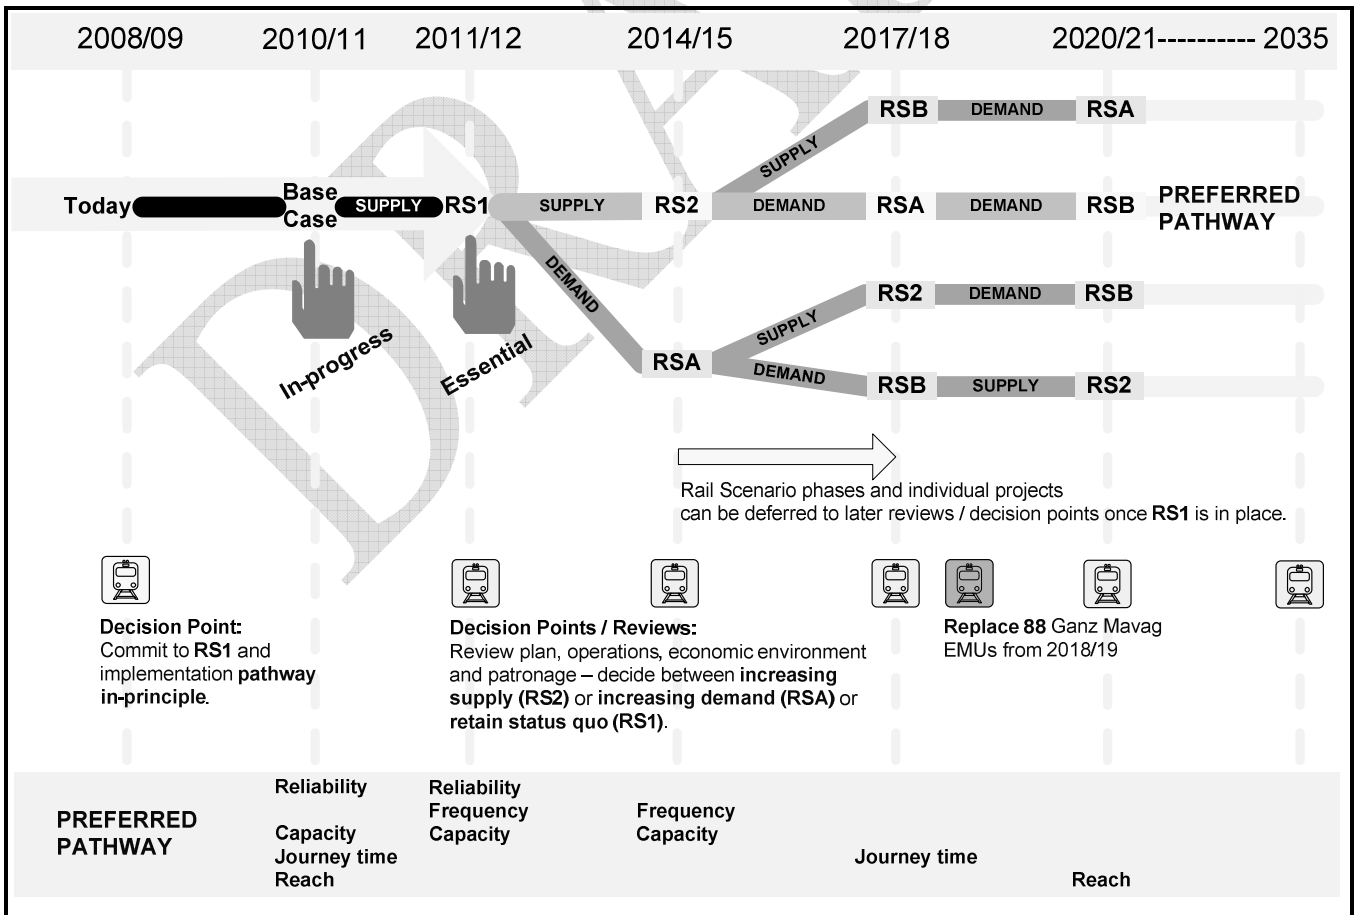 2008/09 2010/11 2011/12 2014/15 2017/18 2020/21---------- 2035
RSB DEMAND RSA
SUPPLY
Today Base Case SUPPLY RS1 SUPPLY RS2 DEMAND RSA DEMAND RSB PREFERRED
PATHWAY
DEMAND
RS2 DEMAND RSB
SUPPLY
RSA
DEMAND
RSB SUPPLY RS2
In-progress
Essential
Rail Scenario phases and individual projects
can be deferred to later reviews / decision points once RS1 is in place.
Decision Point:
Commit to RS1 and
implementation pathway
in-principle.
Decision Points / Reviews:
Review plan, operations, economic environment
and patronage – decide between increasing
supply (RS2) or increasing demand (RSA) or
retain status quo (RS1).
Replace 88 Ganz Mavag
EMUs from 2018/19
PREFERRED
PATHWAY
Reliability
Capacity
Journey time
Reach
Reliability
Frequency
Capacity
Frequency
Capacity
Journey time
Reach
DRA